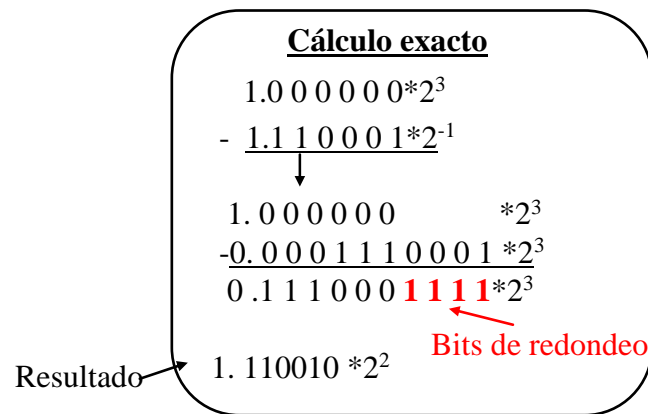 Cálculo exacto
1.0 0 0 0 0 0*2³
- 1.1 1 0 0 0 1*2⁻¹
1. 0 0 0 0 0 0 *2³
-0. 0 0 0 1 1 1 0 0 0 1 *2³
0 .1 1 1 0 0 0 1 1 1 1*2³
Bits de redondeo
Resultado 1. 110010 *2²